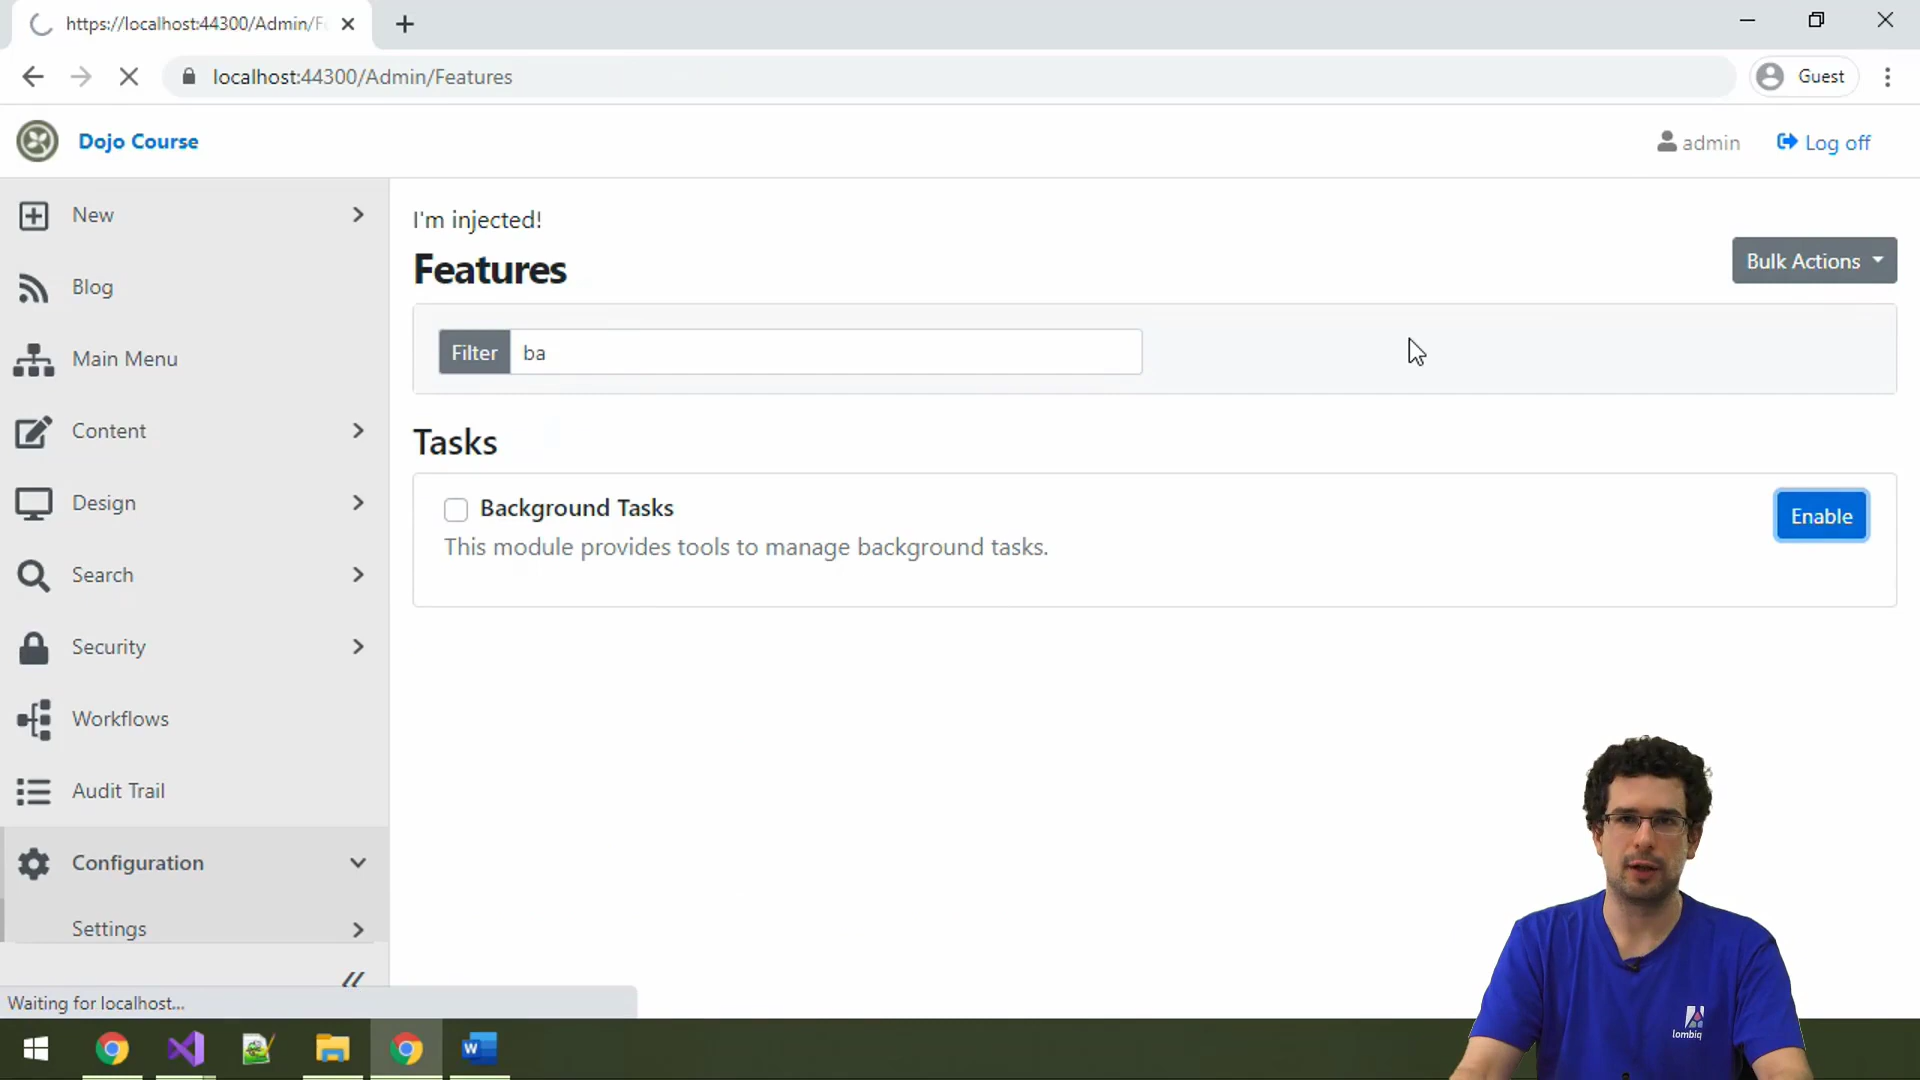 https://localhost:44300/Admin/F
localhost:44300/Admin/Features
Guest
Dojo Course
admin
Log off
New
Blog
Main Menu
Content
Design
Search
Security
Workflows
Audit Trail
Configuration
Settings
I'm injected!
Features
Bulk Actions
Filter
ba
Tasks
Background Tasks
Enable
This module provides tools to manage background tasks.
Waiting for localhost...
W
lombiq